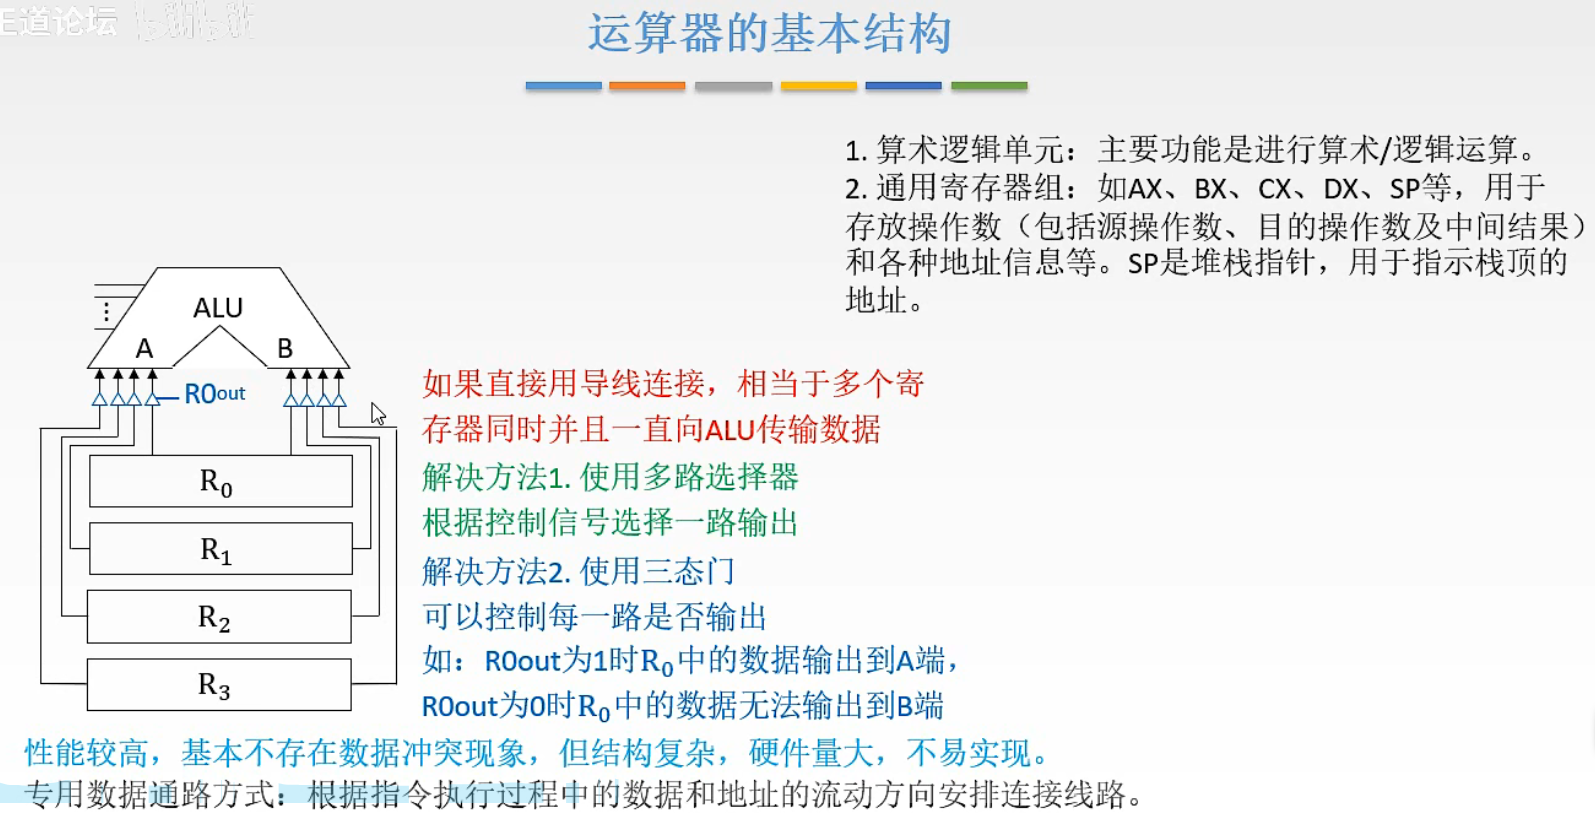 王道论坛
运算器的基本结构
1. 算术逻辑单元：主要功能是进行算术/逻辑运算。
2. 通用寄存器组：如AX、BX、CX、DX、SP等，用于
存放操作数（包括源操作数、目的操作数及中间结果）
和各种地址信息等。SP是堆栈指针，用于指示栈顶的
地址。
ALU
A
B
R0out
R0
R1
R2
R3
如果直接用导线连接，相当于多个寄
存器同时并且一直向ALU传输数据
解决方法1. 使用多路选择器
根据控制信号选择一路输出
解决方法2. 使用三态门
可以控制每一路是否输出
如：R0out为1时R0中的数据输出到A端，
R0out为0时R0中的数据无法输出到B端
性能较高，基本不存在数据冲突现象，但结构复杂，硬件量大，不易实现。
专用数据通路方式：根据指令执行过程中的数据和地址的流动方向安排连接线路。